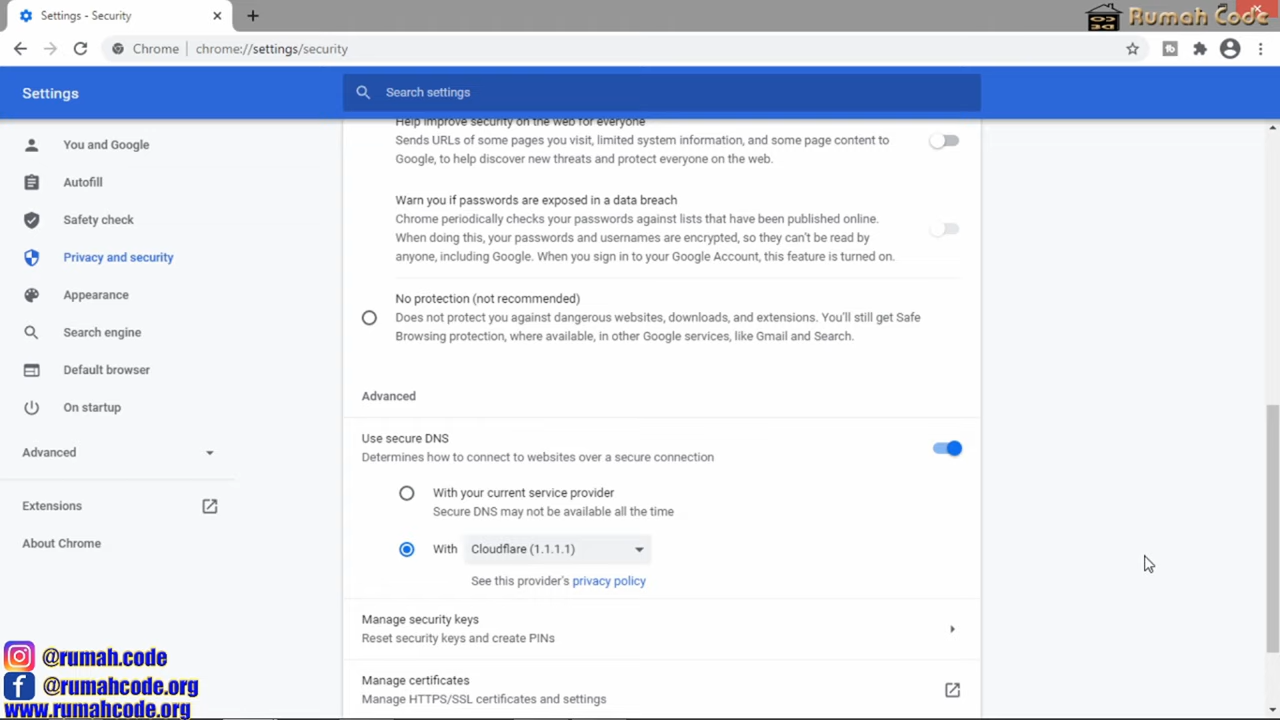 Settings - Security
Rumah Code
Chrome
chrome://settings/security
Settings
Search settings
You and Google
Autofill
Safety check
Privacy and security
Appearance
Search engine
Default browser
On startup
Advanced
Extensions
About Chrome
Help improve security on the web for everyone
Sends URLs of some pages you visit, limited system information, and some page content to
Google, to help discover new threats and protect everyone on the web.
Warn you if passwords are exposed in a data breach
Chrome periodically checks your passwords against lists that have been published online.
When doing this, your passwords and usernames are encrypted, so they can't be read by
anyone, including Google. When you sign in to your Google Account, this feature is turned on.
No protection (not recommended)
Does not protect you against dangerous websites, downloads, and extensions. You'll still get Safe
Browsing protection, where available, in other Google services, like Gmail and Search.
Advanced
Use secure DNS
Determines how to connect to websites over a secure connection
With your current service provider
Secure DNS may not be available all the time
With Cloudflare (1.1.1.1)
See this provider's privacy policy
Manage security keys
Reset security keys and create PINs
Manage certificates
Manage HTTPS/SSL certificates and settings
@rumah.code
@rumahcode.org
www.rumahcode.org